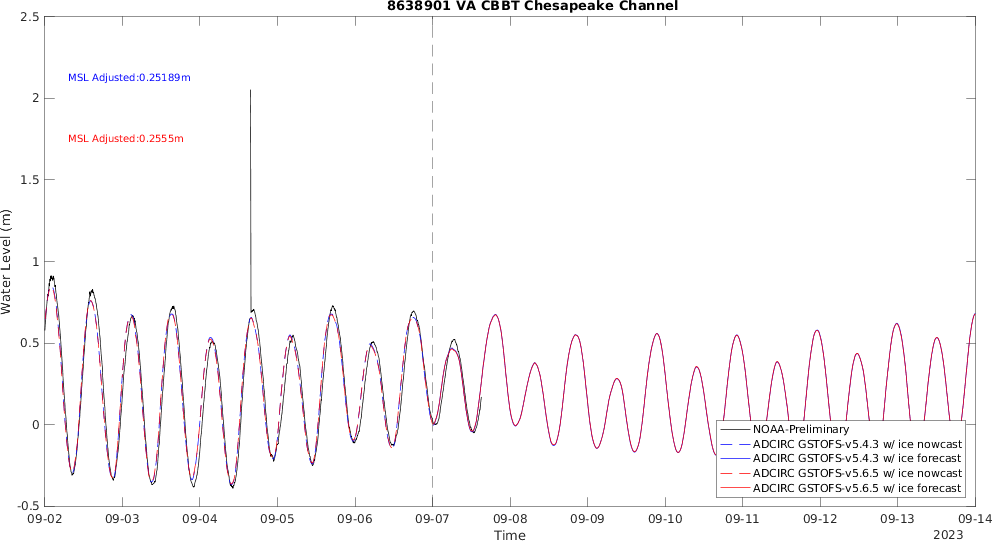 8638901 VA CBBT Chesapeake Channel
2.5
2
1.5
1
0.5
0
-0.5
Water Level (m)
MSL Adjusted:0.25189m
MSL Adjusted:0.2555m
NOAA-Preliminary
ADCIRC GSTOFS-v5.4.3 w/ ice nowcast
ADCIRC GSTOFS-v5.4.3 w/ ice forecast
ADCIRC GSTOFS-v5.6.5 w/ ice nowcast
ADCIRC GSTOFS-v5.6.5 w/ ice forecast
09-02 09-03 09-04 09-05 09-06 09-07 09-08 09-09 09-10 09-11 09-12 09-13 09-14
Time
2023